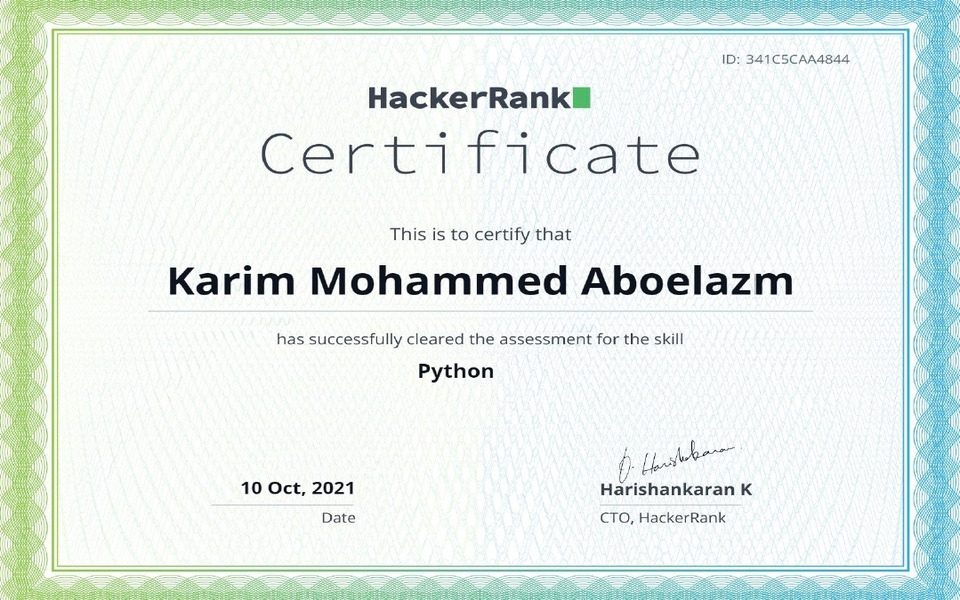 ID: 341C5CAA4844
HackerRank
Certificate
This is to certify that
Karim Mohammed Aboelazm
has successfully cleared the assessment for the skill
Python
10 Oct, 2021
Date
Harishankaran K
CTO, HackerRank